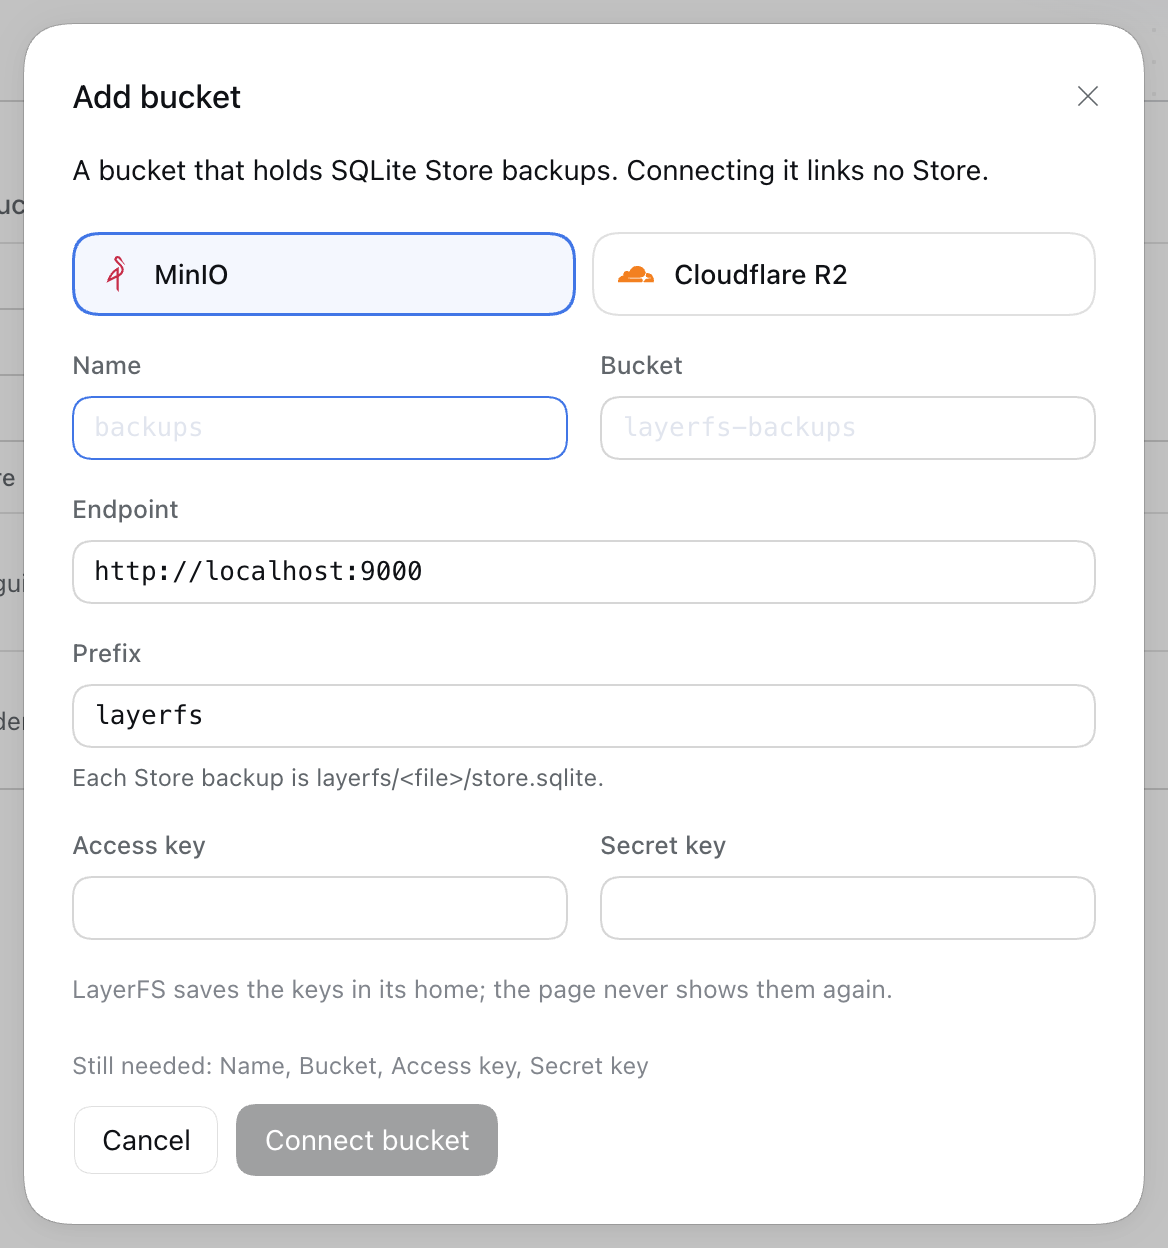 Add bucket
A bucket that holds SQLite Store backups. Connecting it links no Store.
MinIO
Cloudflare R2
Name
Bucket
backups
layerfs-backups
Endpoint
http://localhost:9000
Prefix
layerfs
Each Store backup is layerfs/<file>/store.sqlite.
Access key
Secret key
LayerFS saves the keys in its home; the page never shows them again.
Still needed: Name, Bucket, Access key, Secret key
Cancel
Connect bucket